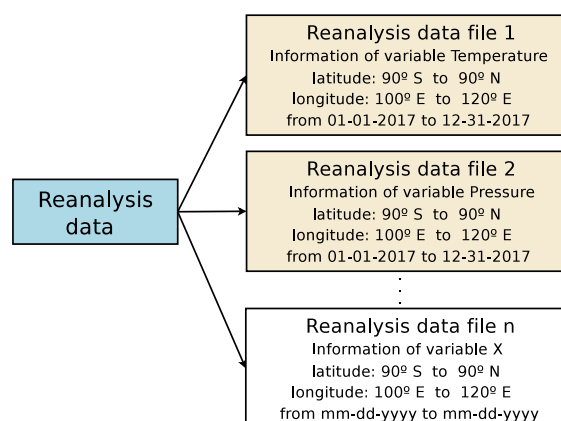 Reanalysis data file 1
Information of variable Temperature
latitude: 90º S to 90º N
longitude: 100º E to 120º E
from 01-01-2017 to 12-31-2017
Reanalysis data file 2
Information of variable Pressure
latitude: 90º S to 90º N
longitude: 100º E to 120º E
from 01-01-2017 to 12-31-2017
Reanalysis
data
Reanalysis data file n
Information of variable X
latitude: 90º S to 90º N
longitude: 100º E to 120º E
from mm-dd-yyyy to mm-dd-yyyy